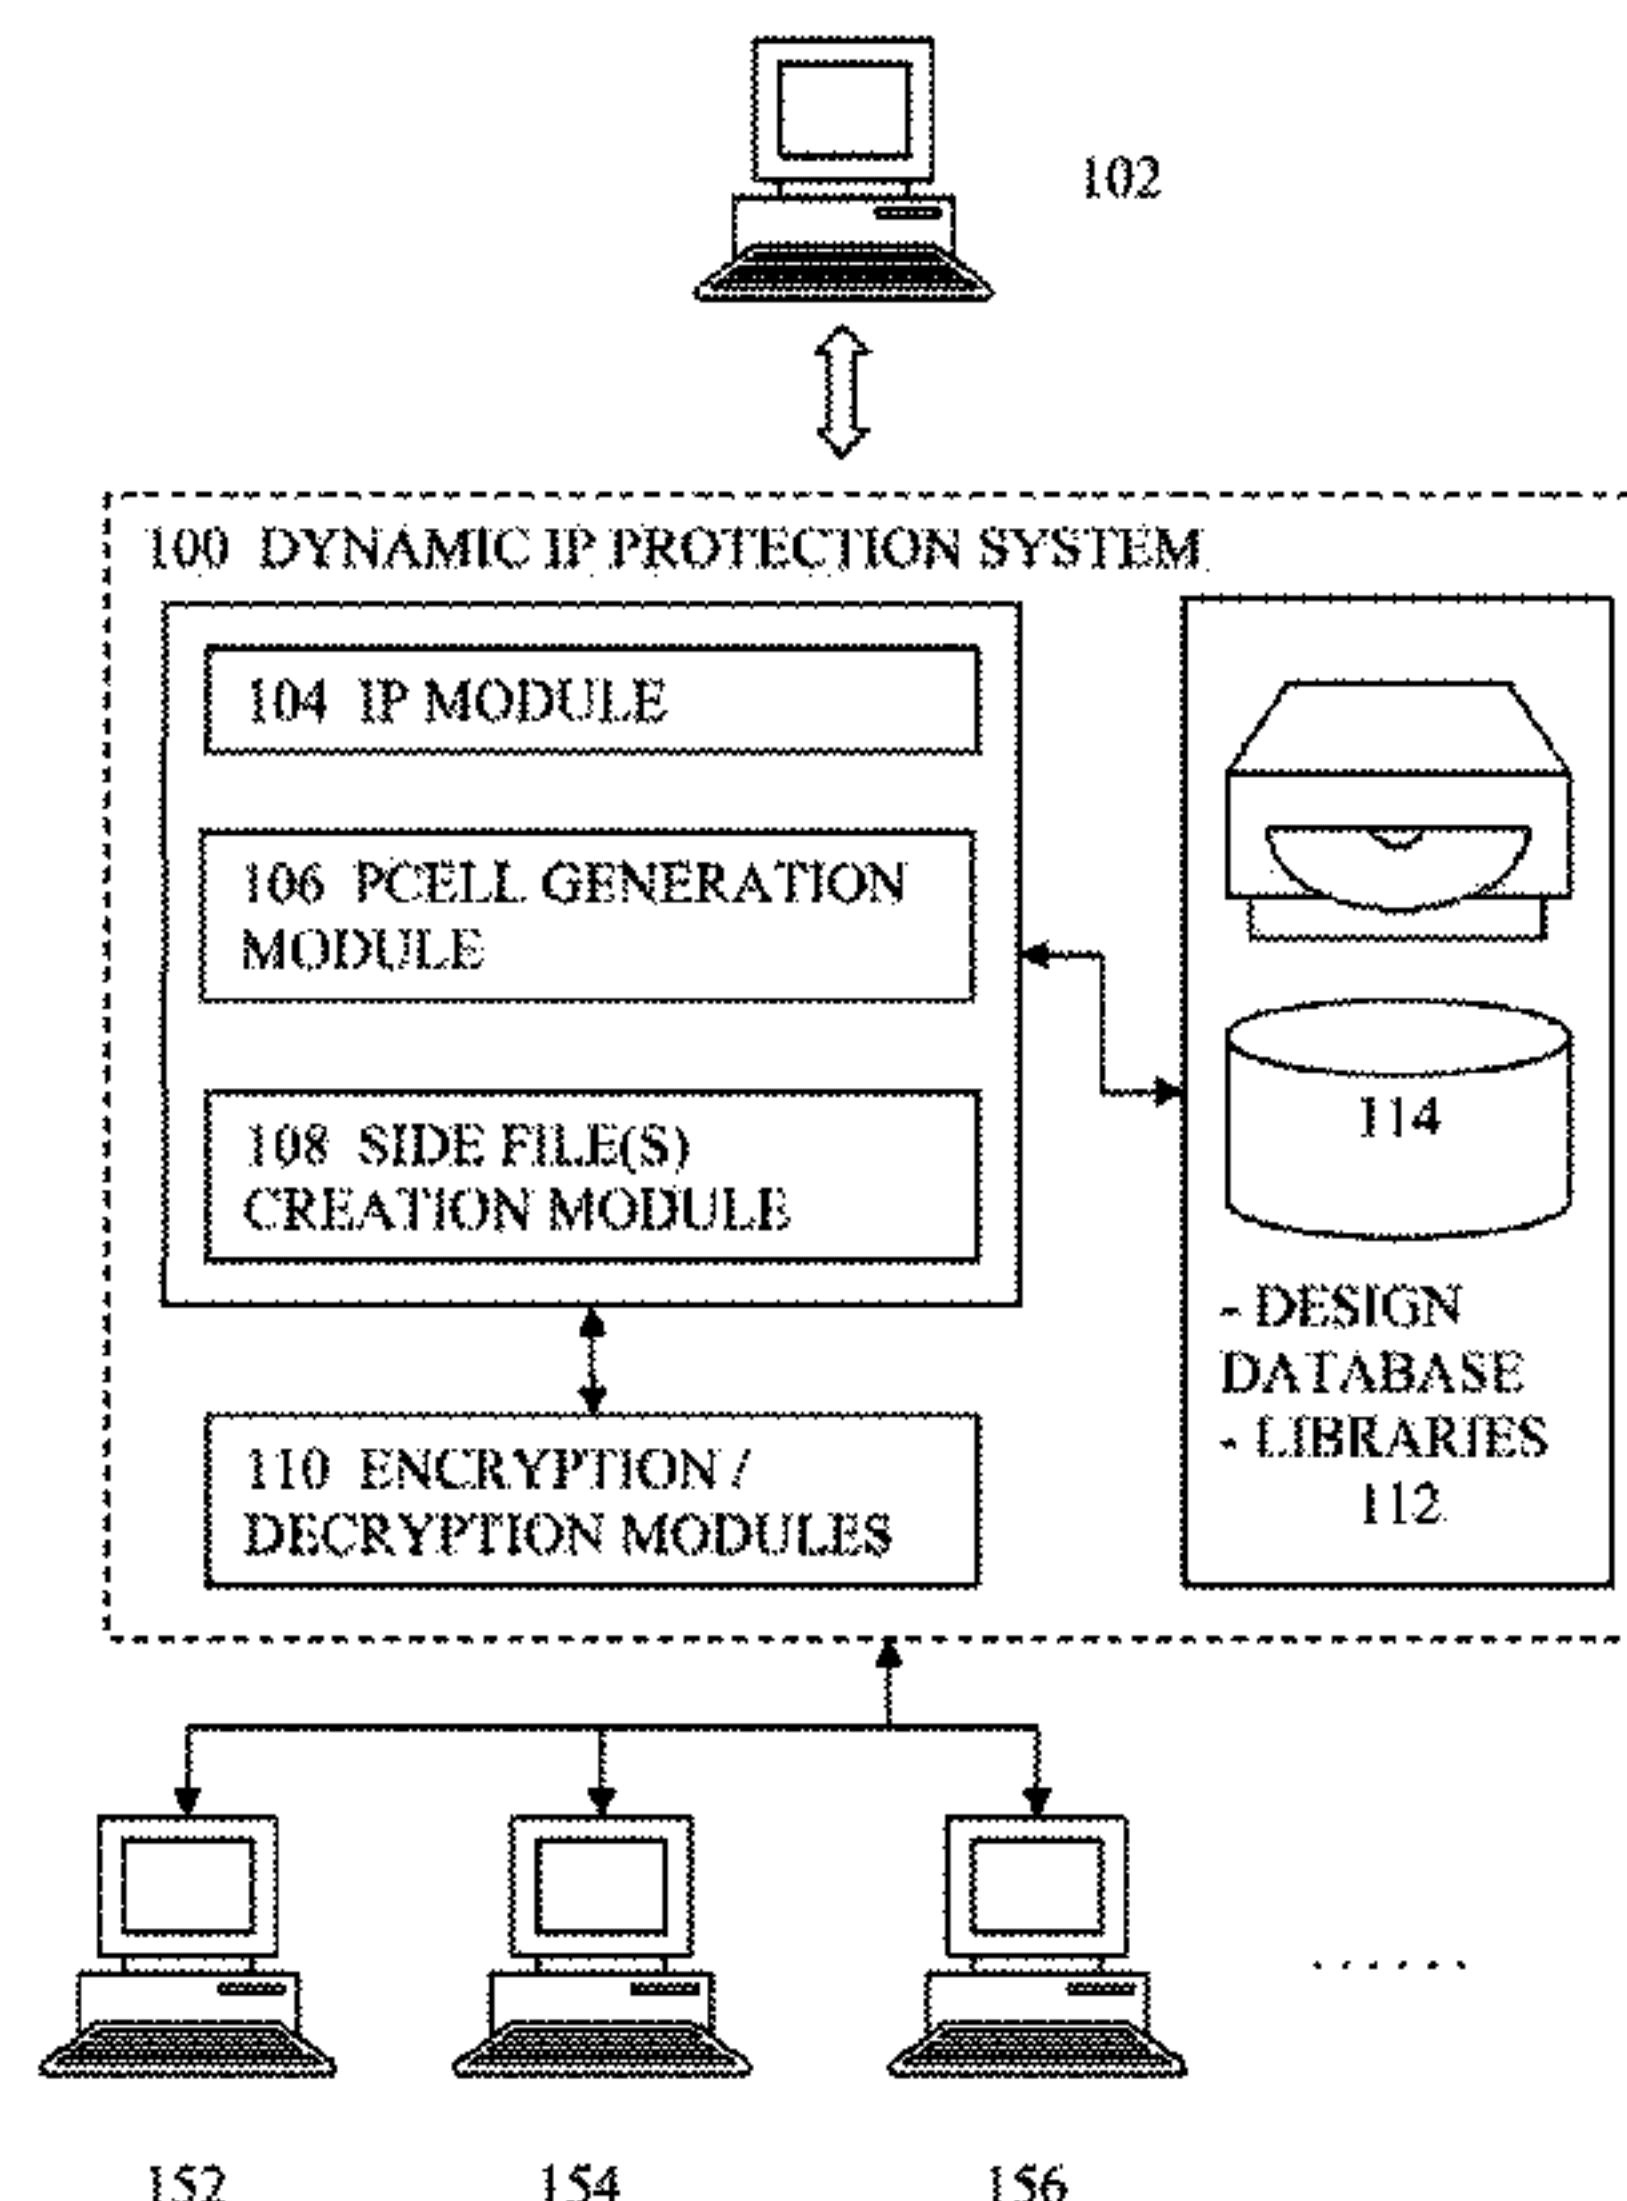 102
100 DYNAMIC IP PROTECTION SYSTEM
104 IP MODULE
106 PCELL GENERATION
MODULE
108 SIDE FILE(S)
CREATION MODULE
110 ENCRYPTION /
DECRYPTION MODULES
114
- DESIGN
DATABASE
- LIBRARIES
112
152
154
156